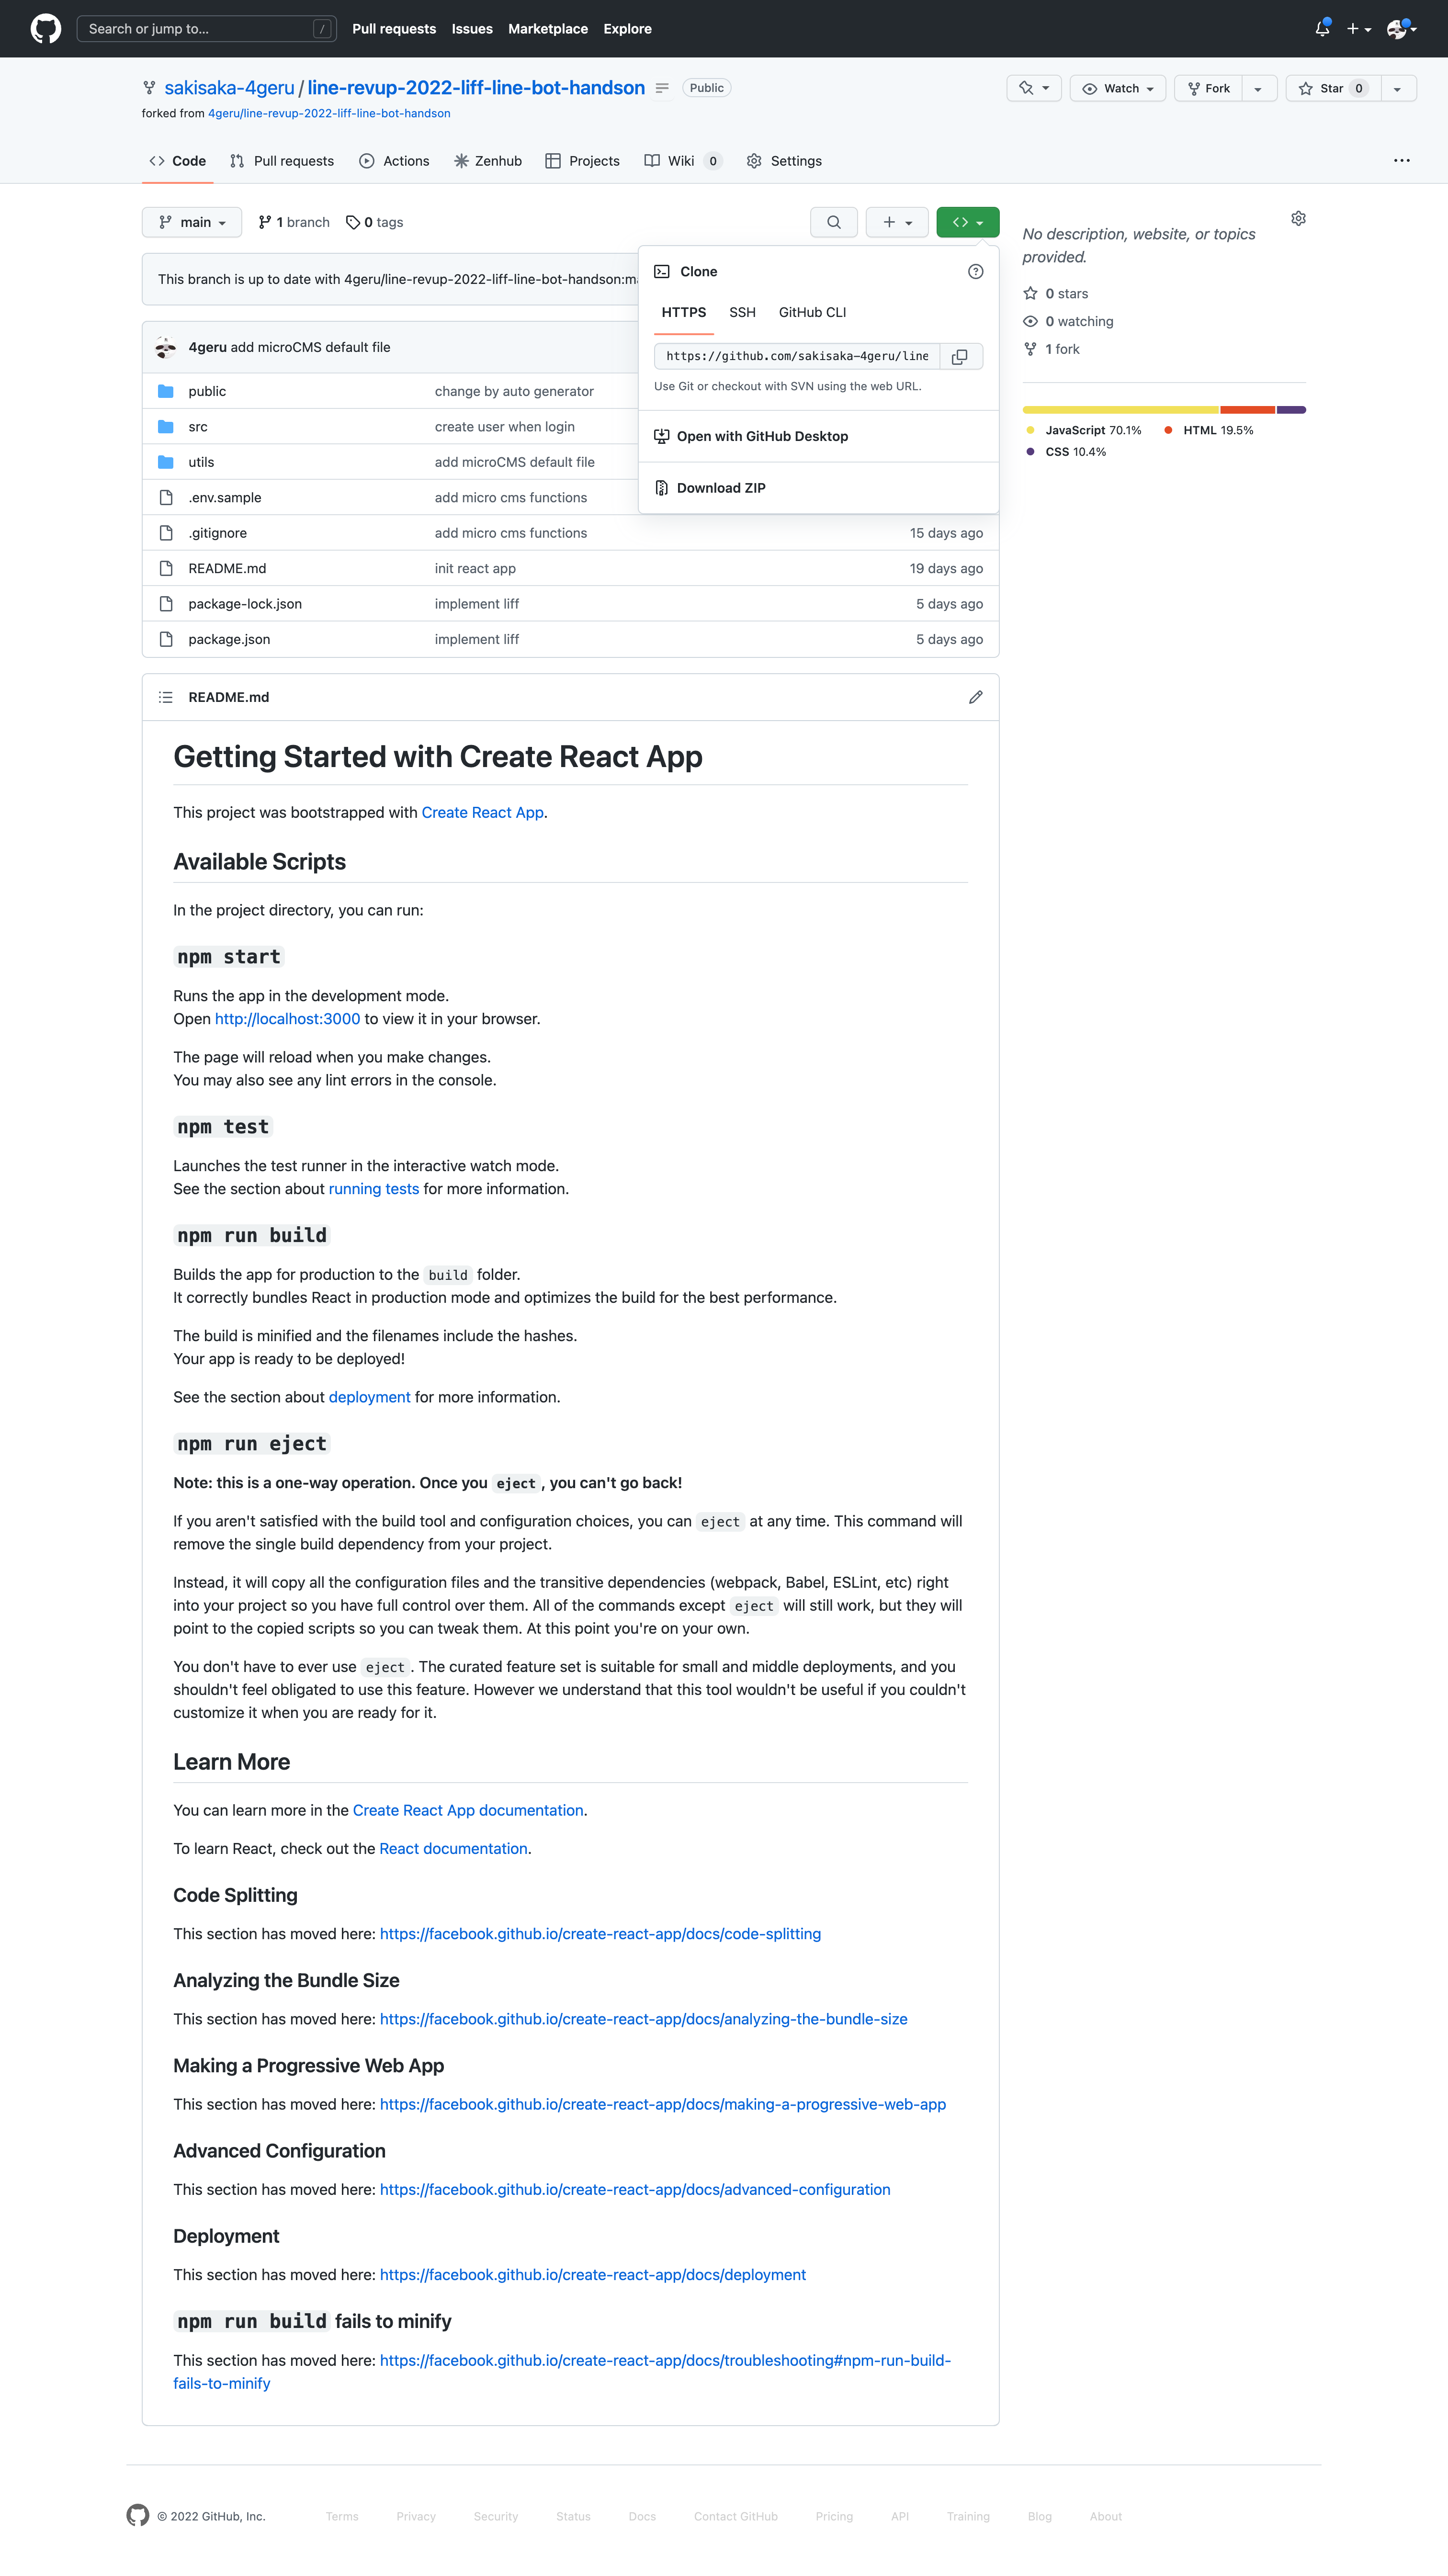 Search or jump to... /
Pull requests Issues Marketplace Explore
sakisaka-4geru / line-revup-2022-liff-line-bot-handson Public
forked from 4geru/line-revup-2022-liff-line-bot-handson
Watch Fork Star 0
Code Pull requests Actions Zenhub Projects Wiki 0 Settings
main 1 branch 0 tags
This branch is up to date with 4geru/line-revup-2022-liff-line-bot-handson:
4geru add microCMS default file
public change by auto generator
src create user when login
utils add microCMS default file
.env.sample add micro cms functions
.gitignore add micro cms functions 15 days ago
README.md init react app 19 days ago
package-lock.json implement liff 5 days ago
package.json implement liff 5 days ago
Clone
HTTPS SSH GitHub CLI
https://github.com/sakisaka-4geru/line
Use Git or checkout with SVN using the web URL.
Open with GitHub Desktop
Download ZIP
No description, website, or topics
provided.
0 stars
0 watching
1 fork
JavaScript 70.1% HTML 19.5%
CSS 10.4%
README.md
Getting Started with Create React App
This project was bootstrapped with Create React App.
Available Scripts
In the project directory, you can run:
npm start
Runs the app in the development mode.
Open http://localhost:3000 to view it in your browser.
The page will reload when you make changes.
You may also see any lint errors in the console.
npm test
Launches the test runner in the interactive watch mode.
See the section about running tests for more information.
npm run build
Builds the app for production to the build folder.
It correctly bundles React in production mode and optimizes the build for the best performance.
The build is minified and the filenames include the hashes.
Your app is ready to be deployed!
See the section about deployment for more information.
npm run eject
Note: this is a one-way operation. Once you eject, you can't go back!
If you aren't satisfied with the build tool and configuration choices, you can eject at any time. This command will
remove the single build dependency from your project.
Instead, it will copy all the configuration files and the transitive dependencies (webpack, Babel, ESLint, etc) right
into your project so you have full control over them. All of the commands except eject will still work, but they will
point to the copied scripts so you can tweak them. At this point you're on your own.
You don't have to ever use eject. The curated feature set is suitable for small and middle deployments, and you
shouldn't feel obligated to use this feature. However we understand that this tool wouldn't be useful if you couldn't
customize it when you are ready for it.
Learn More
You can learn more in the Create React App documentation.
To learn React, check out the React documentation.
Code Splitting
This section has moved here: https://facebook.github.io/create-react-app/docs/code-splitting
Analyzing the Bundle Size
This section has moved here: https://facebook.github.io/create-react-app/docs/analyzing-the-bundle-size
Making a Progressive Web App
This section has moved here: https://facebook.github.io/create-react-app/docs/making-a-progressive-web-app
Advanced Configuration
This section has moved here: https://facebook.github.io/create-react-app/docs/advanced-configuration
Deployment
This section has moved here: https://facebook.github.io/create-react-app/docs/deployment
npm run build fails to minify
This section has moved here: https://facebook.github.io/create-react-app/docs/troubleshooting#npm-run-build-
fails-to-minify
© 2022 GitHub, Inc. Terms Privacy Security Status Docs Contact GitHub Pricing API Training Blog About